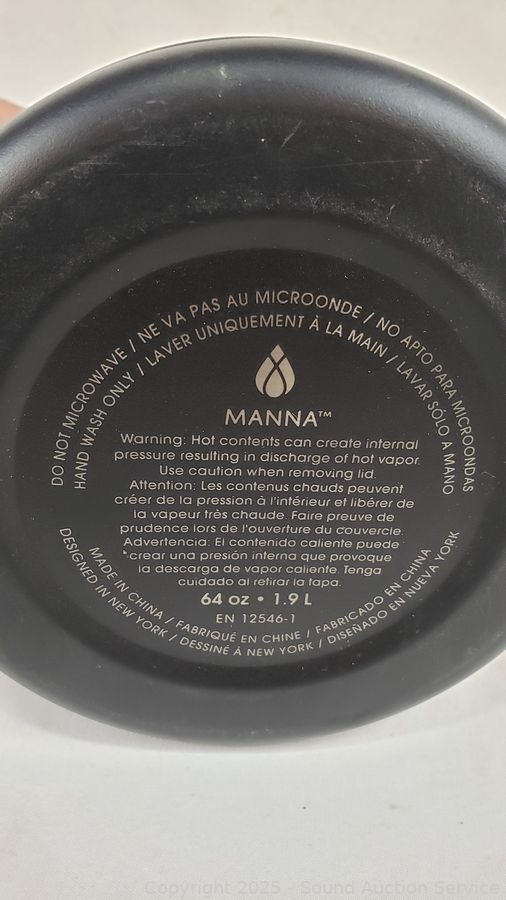 DO NOT MICROWAVE / NE VA PAS AU MICROONDE / NO APTO PARA MICROONDAS
HAND WASH ONLY / LAVER UNIQUEMENT À LA MAIN / LAVAR SÓLO A MANO
MANNA™
Warning: Hot contents can create internal
pressure resulting in discharge of hot vapor.
Use caution when removing lid.
Attention: Les contenus chauds peuvent
créer de la pression à l'intérieur et libérer de
la vapeur très chaude. Faire preuve de
prudence lors de l'ouverture du couvercle.
Advertencia: El contenido caliente puede
crear una presión interna que provoque
la descarga de vapor caliente. Tenga
cuidado al retirar la tapa.
64 oz • 1.9 L
EN 12546-1
MADE IN CHINA / FABRIQUÉ EN CHINE / FABRICADO EN CHINA
DESIGNED IN NEW YORK / DESSINÉ À NEW YORK / DISEÑADO EN NUEVA YORK
Copyright 2025 - Sound Auction Service